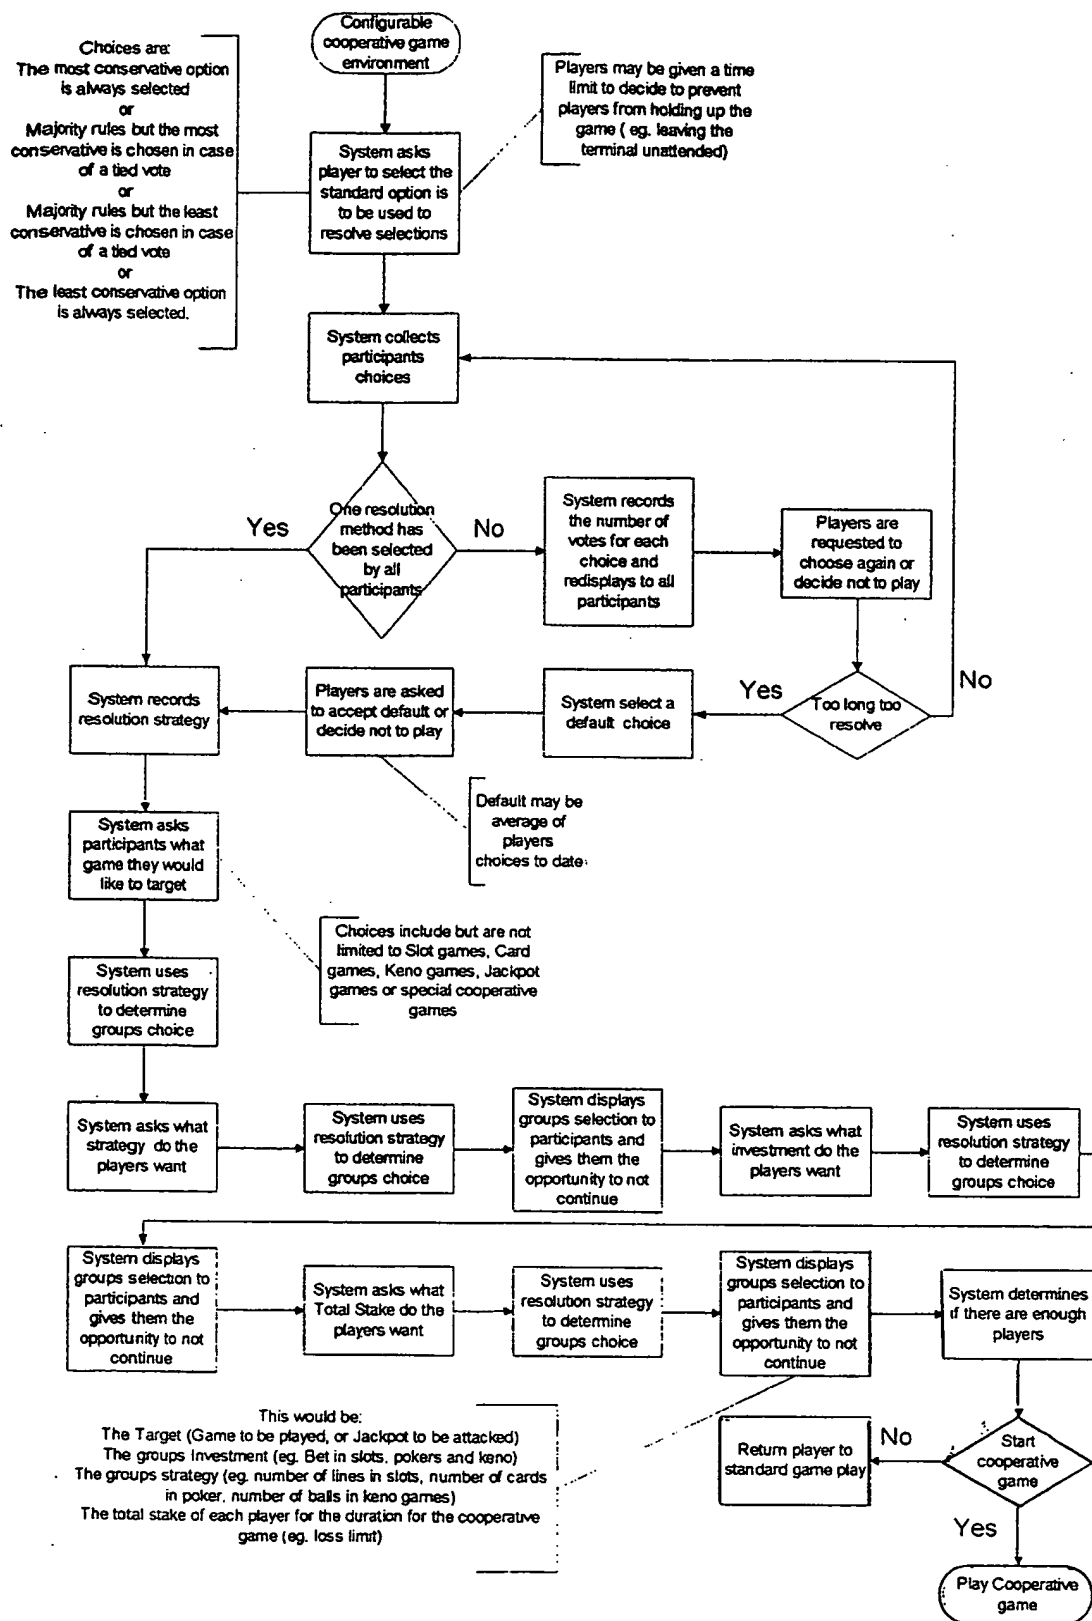 Configurable
cooperative game
environment
Choices are:
The most conservative option
is always selected
or
Majority rules but the most
conservative is chosen in case
of a tied vote
or
Majority rules but the least
conservative is chosen in case
of a tied vote
or
The least conservative option
is always selected.
Players may be given a time
limit to decide to prevent
players from holding up the
game ( eg. leaving the
terminal unattended)
System asks
player to select the
standard option is
to be used to
resolve selections
System collects
participants
choices
One resolution
method has
been selected
by all
participants
Yes
No
System records
the number of
votes for each
choice and
redisplays to all
participants
Players are
requested to
choose again or
decide not to play
Too long too
resolve
No
Yes
System select a
default choice
Players are asked
to accept default or
decide not to play
Default may be
average of
players
choices to date.
System records
resolution strategy
System asks
participants what
game they would
like to target
Choices include but are not
limited to Slot games, Card
games, Keno games, Jackpot
games or special cooperative
games
System uses
resolution strategy
to determine
groups choice
System asks what
strategy do the
players want
System uses
resolution strategy
to determine
groups choice
System displays
groups selection to
participants and
gives them the
opportunity to not
continue
System asks what
investment do the
players want
System uses
resolution strategy
to determine
groups choice
System displays
groups selection to
participants and
gives them the
opportunity to not
continue
System asks what
Total Stake do the
players want
System uses
resolution strategy
to determine
groups choice
System displays
groups selection to
participants and
gives them the
opportunity to not
continue
System determines
if there are enough
players
This would be:
The Target (Game to be played, or Jackpot to be attacked)
The groups Investment (eg. Bet in slots, pokers and keno)
The groups strategy (eg. number of lines in slots, number of cards
in poker, number of balls in keno games)
The total stake of each player for the duration for the cooperative
game (eg. loss limit)
Start
cooperative
game
No
Return player to
standard game play
Yes
Play Cooperative
game